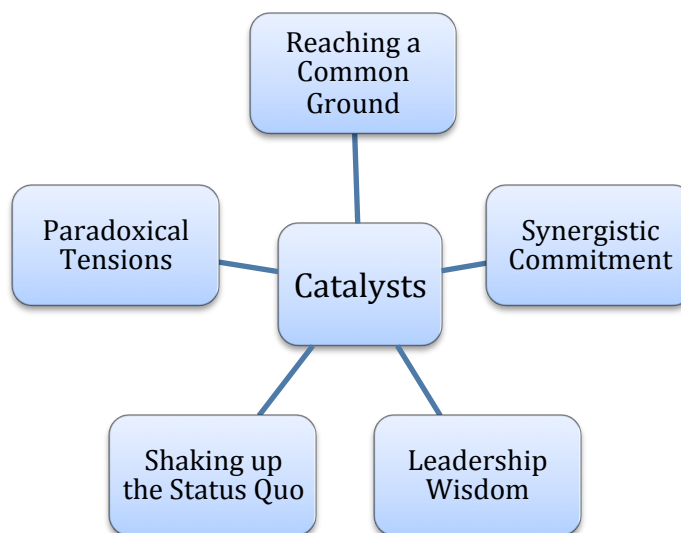 Reaching a
Common
Ground
Paradoxical
Tensions
Synergistic
Commitment
Catalysts
Shaking up
the Status Quo
Leadership
Wisdom